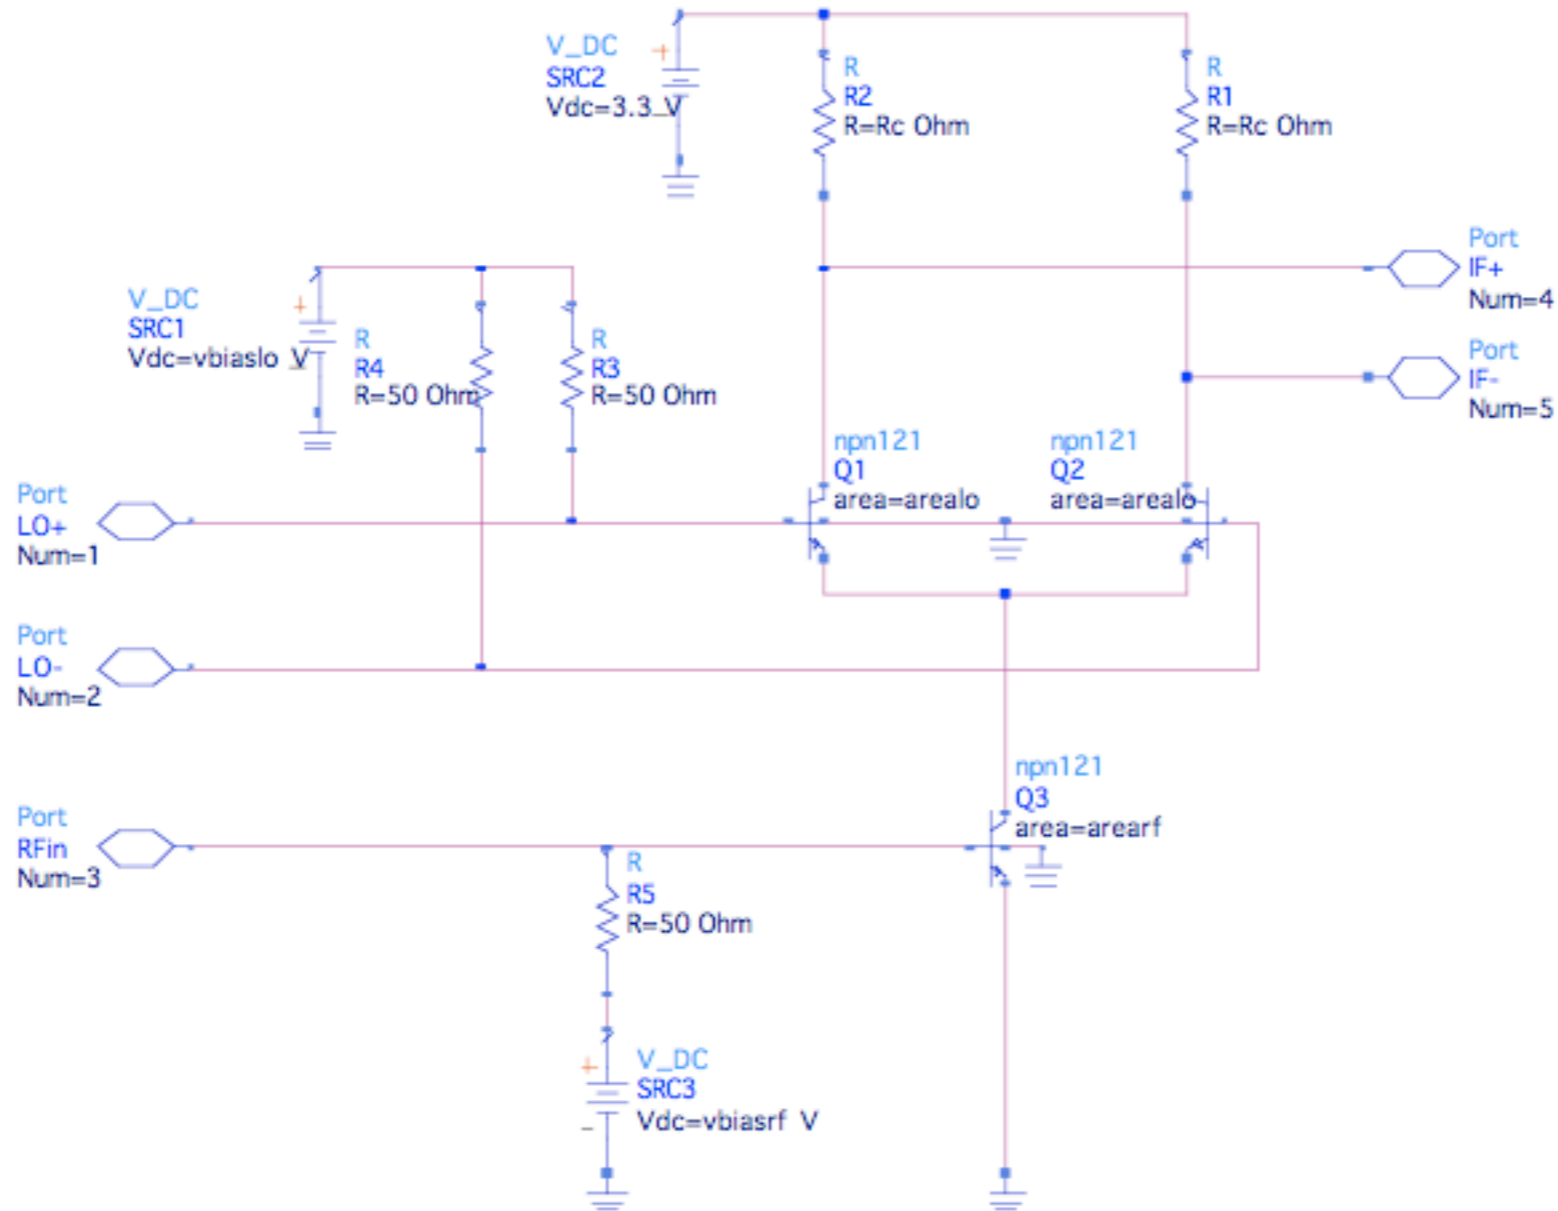 V_DC
SRC2
Vdc=3.3_V
+
R
R2
R=Rc Ohm
R
R1
R=Rc Ohm
Port
IF+
Num=4
V_DC
SRC1
Vdc=vbiaslo_V
+
R
R4
R=50 Ohm
R
R3
R=50 Ohm
Port
IF-
Num=5
npn121
Q1
area=arealo
npn121
Q2
area=arealo
Port
LO+
Num=1
Port
LO-
Num=2
npn121
Q3
area=arearf
Port
RFin
Num=3
R
R5
R=50 Ohm
+
V_DC
SRC3
Vdc=vbiasrf V
-